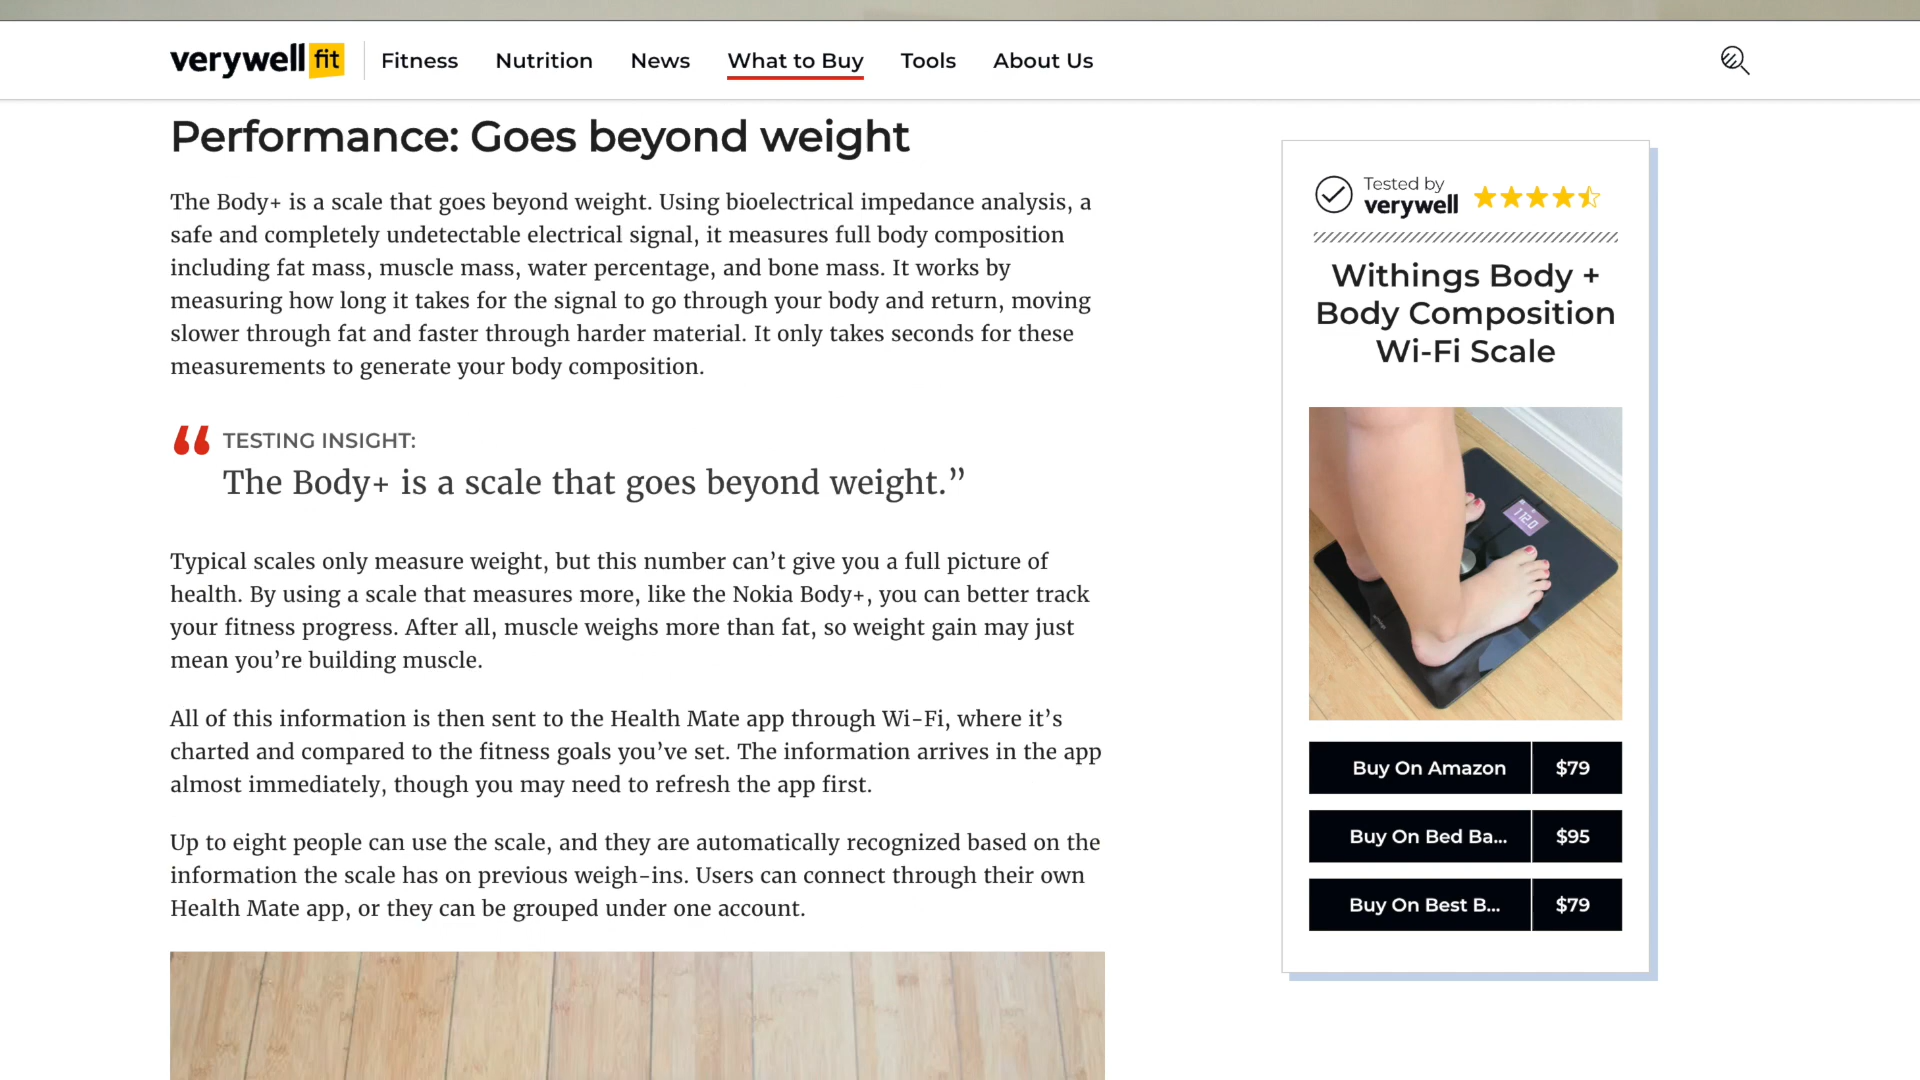 verywell fit
Fitness
Nutrition
News
What to Buy
Tools
About Us
Performance: Goes beyond weight
The Body+ is a scale that goes beyond weight. Using bioelectrical impedance analysis, a
safe and completely undetectable electrical signal, it measures full body composition
including fat mass, muscle mass, water percentage, and bone mass. It works by
measuring how long it takes for the signal to go through your body and return, moving
slower through fat and faster through harder material. It only takes seconds for these
measurements to generate your body composition.
“ TESTING INSIGHT:
The Body+ is a scale that goes beyond weight.”
Typical scales only measure weight, but this number can’t give you a full picture of
health. By using a scale that measures more, like the Nokia Body+, you can better track
your fitness progress. After all, muscle weighs more than fat, so weight gain may just
mean you’re building muscle.
All of this information is then sent to the Health Mate app through Wi-Fi, where it’s
charted and compared to the fitness goals you’ve set. The information arrives in the app
almost immediately, though you may need to refresh the app first.
Up to eight people can use the scale, and they are automatically recognized based on the
information the scale has on previous weigh-ins. Users can connect through their own
Health Mate app, or they can be grouped under one account.
Tested by
verywell
Withings Body +
Body Composition
Wi-Fi Scale
112.0
Buy On Amazon $79
Buy On Bed Ba... $95
Buy On Best B... $79